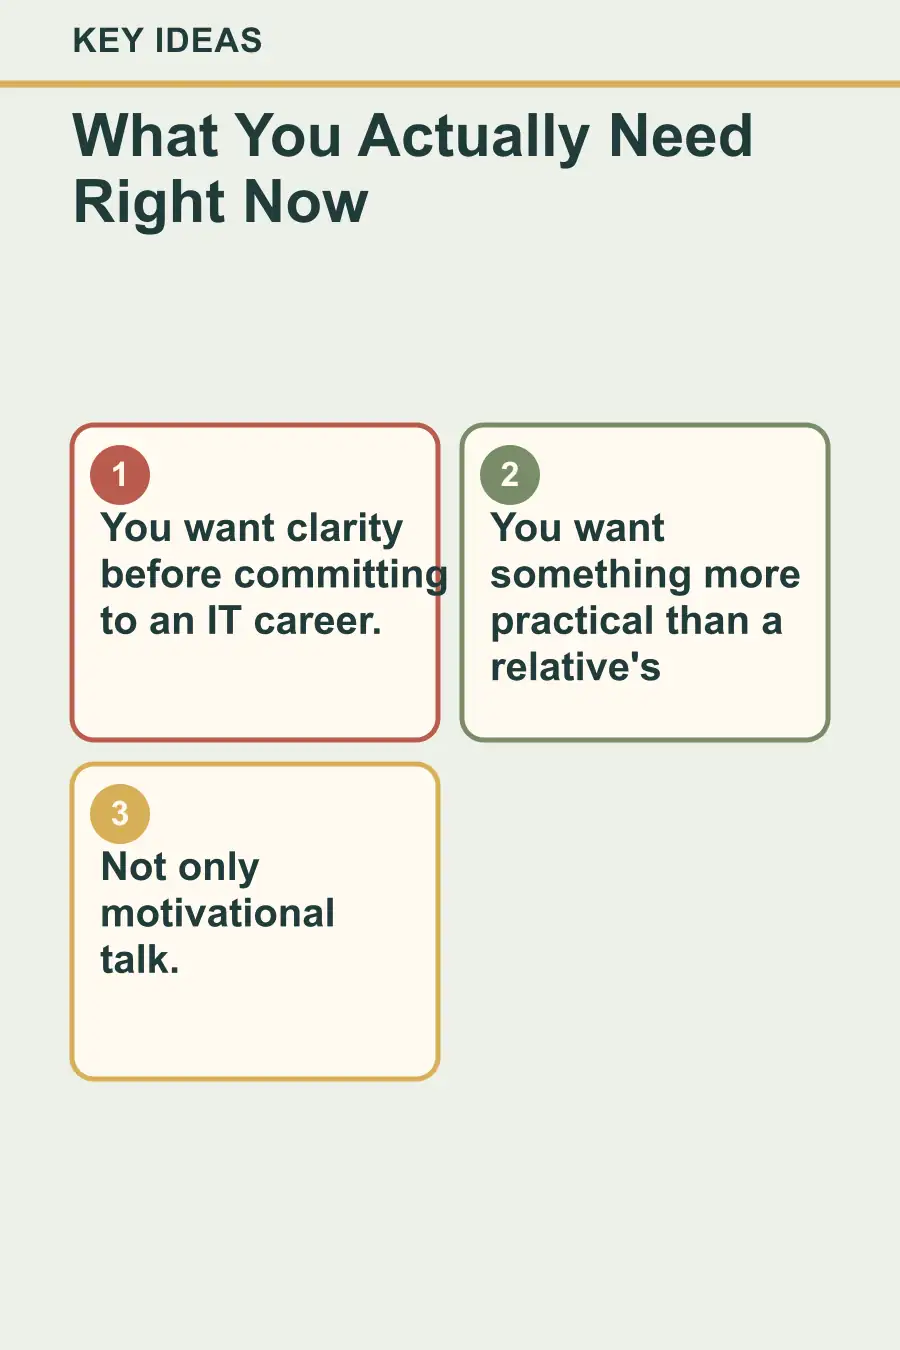 KEY IDEAS
What You Actually Need
Right Now
1
You want clarity
before committing
to an IT career.
2
You want
something more
practical than a
relative's
3
Not only
motivational
talk.